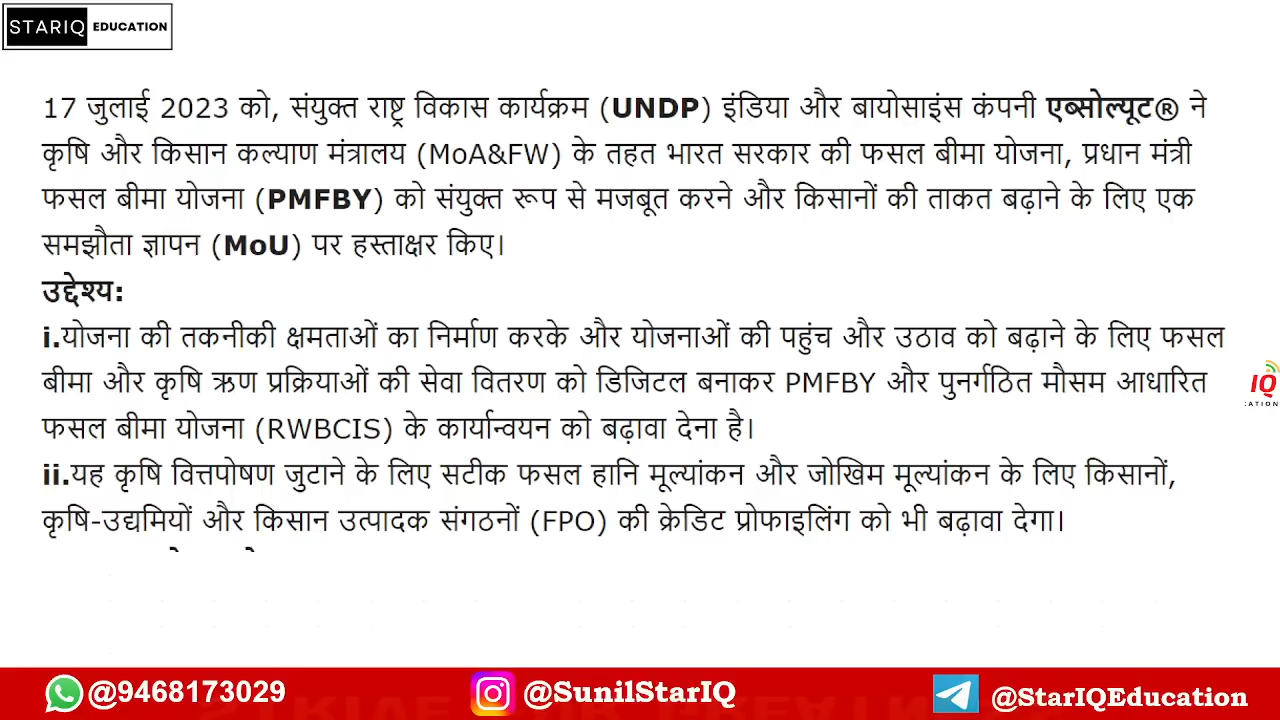 STARIQ EDUCATION
17 जुलाई 2023 को, संयुक्त राष्ट्र विकास कार्यक्रम (UNDP) इंडिया और बायोसाइंस कंपनी एब्सोल्यूट® ने
कृषि और किसान कल्याण मंत्रालय (MoA&FW) के तहत भारत सरकार की फसल बीमा योजना, प्रधान मंत्री
फसल बीमा योजना (PMFBY) को संयुक्त रूप से मजबूत करने और किसानों की ताकत बढ़ाने के लिए एक
समझौता ज्ञापन (MoU) पर हस्ताक्षर किए।
उद्देश्य:
i.योजना की तकनीकी क्षमताओं का निर्माण करके और योजनाओं की पहुंच और उठाव को बढ़ाने के लिए फसल
बीमा और कृषि ऋण प्रक्रियाओं की सेवा वितरण को डिजिटल बनाकर PMFBY और पुनर्गठित मौसम आधारित
फसल बीमा योजना (RWBCIS) के कार्यान्वयन को बढ़ावा देना है।
ii.यह कृषि वित्तपोषण जुटाने के लिए सटीक फसल हानि मूल्यांकन और जोखिम मूल्यांकन के लिए किसानों,
कृषि-उद्यमियों और किसान उत्पादक संगठनों (FPO) की क्रेडिट प्रोफाइलिंग को भी बढ़ावा देगा।
IQ
CATION
@9468173029 @SunilStarIQ @StarIQEducation